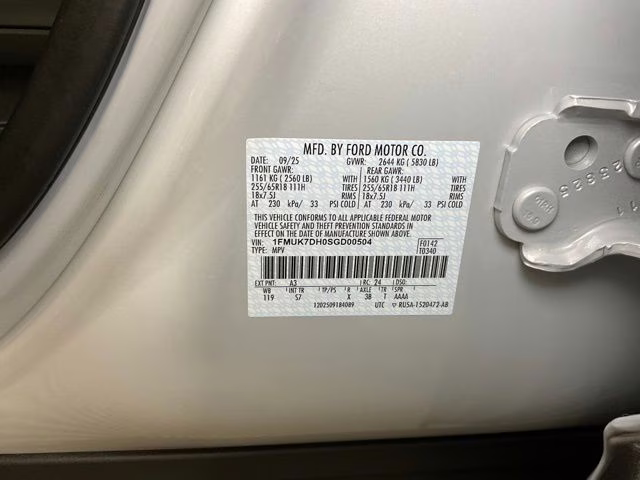 MFD. BY FORD MOTOR CO.
DATE: 09/25 GVWR: 2644 KG ( 5830 LB)
FRONT GAWR: REAR GAWR:
1161 KG ( 2560 LB) WITH 1560 KG ( 3440 LB) WITH
255/65R18 111H TIRES 255/65R18 111H TIRES
18x7.5J RIMS 18x7.5J RIMS
AT 230 kPa/ 33 PSI COLD AT 230 kPa/ 33 PSI COLD
THIS VEHICLE CONFORMS TO ALL APPLICABLE FEDERAL MOTOR
VEHICLE SAFETY AND THEFT PREVENTION STANDARDS IN EFFECT
ON THE DATE OF MANUFACTURE SHOWN ABOVE.
VIN: 1FMUK7DH0SGD00504 F0142
TYPE: MPV T0340
EXT PNT: A3 RC: 24 DSO:
WB INT TR TP/PS R AXLE TR SPR
119 S7 X 38 T AAAA
1202509184089 UTC RU5A-1520472-AB